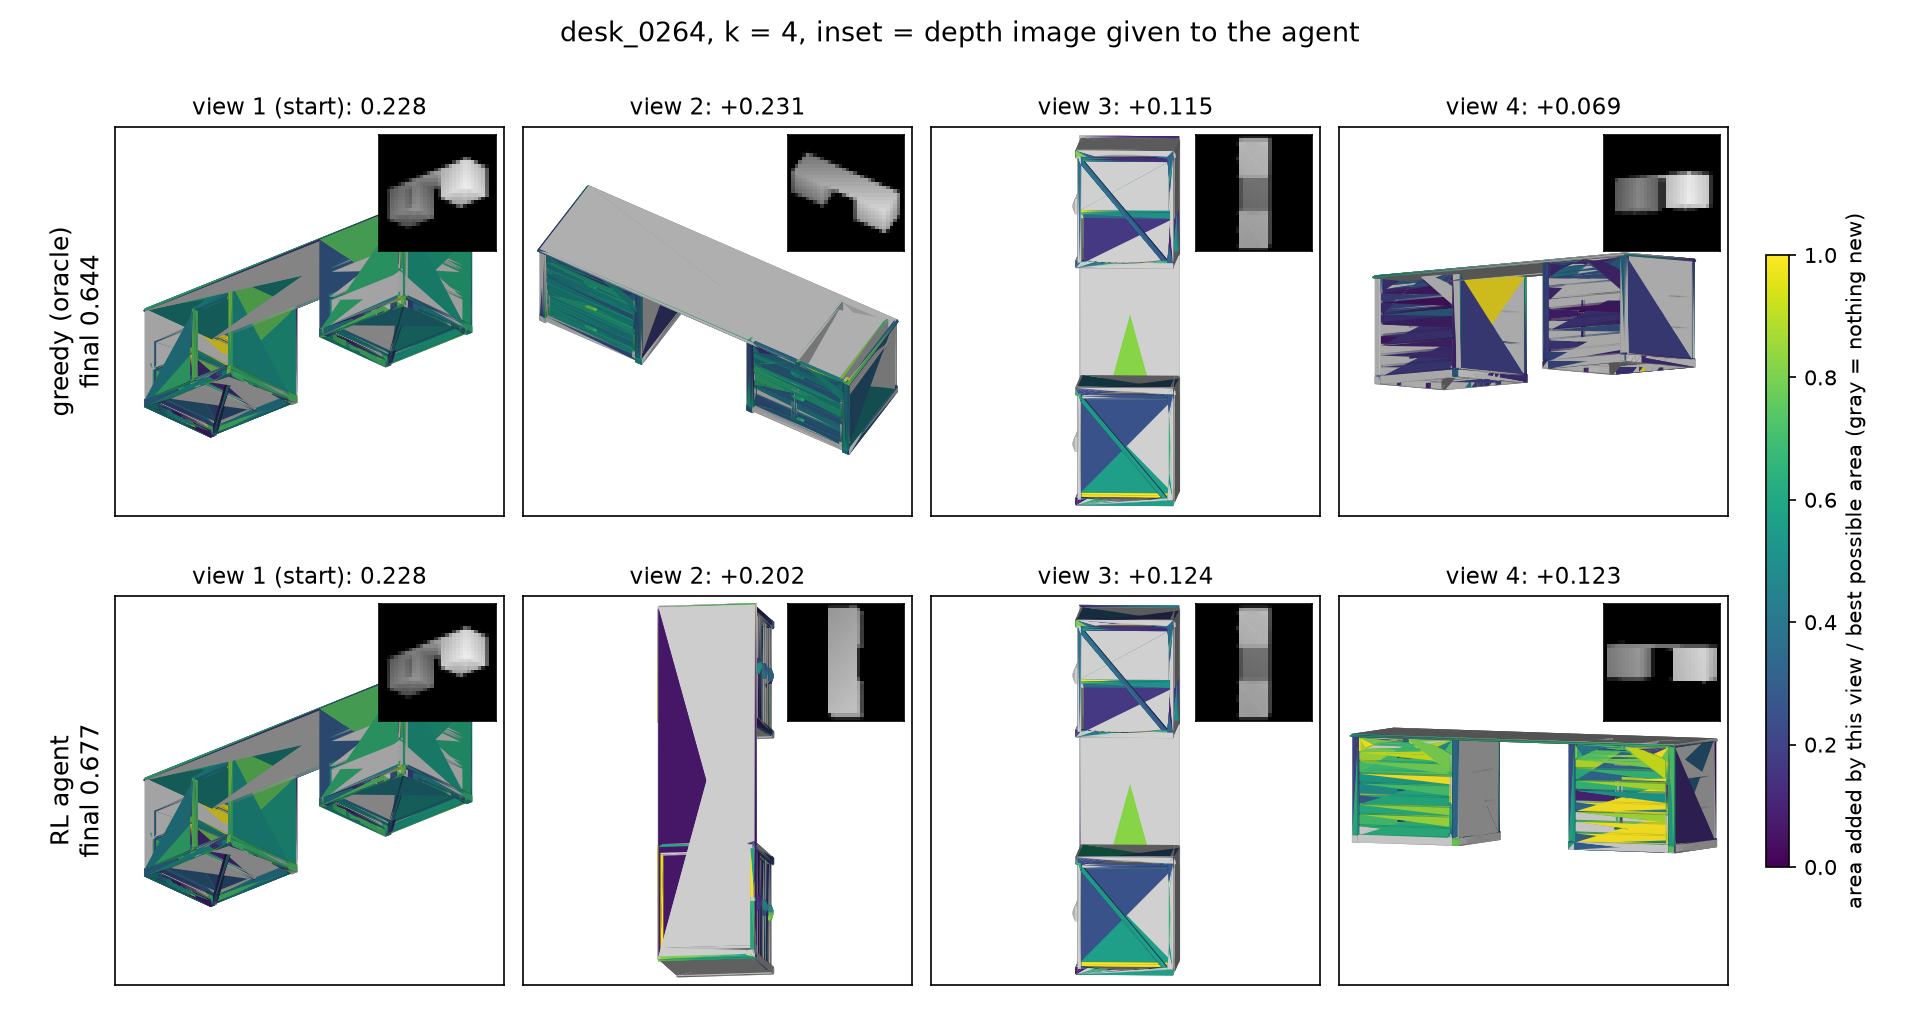 desk_0264, k = 4, inset = depth image given to the agent
view 1 (start): 0.228
view 2: +0.231
view 3: +0.115
view 4: +0.069
greedy (oracle)
final 0.644
view 1 (start): 0.228
view 2: +0.202
view 3: +0.124
view 4: +0.123
RL agent
final 0.677
1.0
0.8
0.6
0.4
0.2
0.0
area added by this view / best possible area (gray = nothing new)